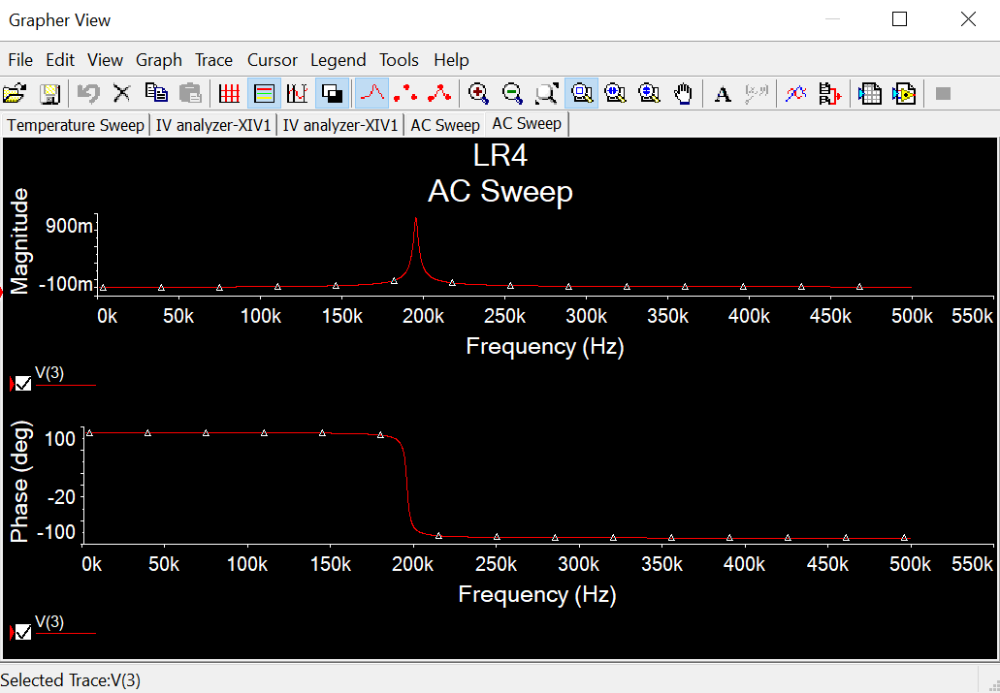 Grapher View
File Edit View Graph Trace Cursor Legend Tools Help
A
Temperature Sweep IV analyzer-XIV1 IV analyzer-XIV1 AC Sweep AC Sweep
LR4
AC Sweep
Magnitude
900m
-100m
0k 50k 100k 150k 200k 250k 300k 350k 400k 450k 500k 550k
Frequency (Hz)
V(3)
Phase (deg)
100
-20
-100
0k 50k 100k 150k 200k 250k 300k 350k 400k 450k 500k 550k
Frequency (Hz)
V(3)
Selected Trace:V(3)